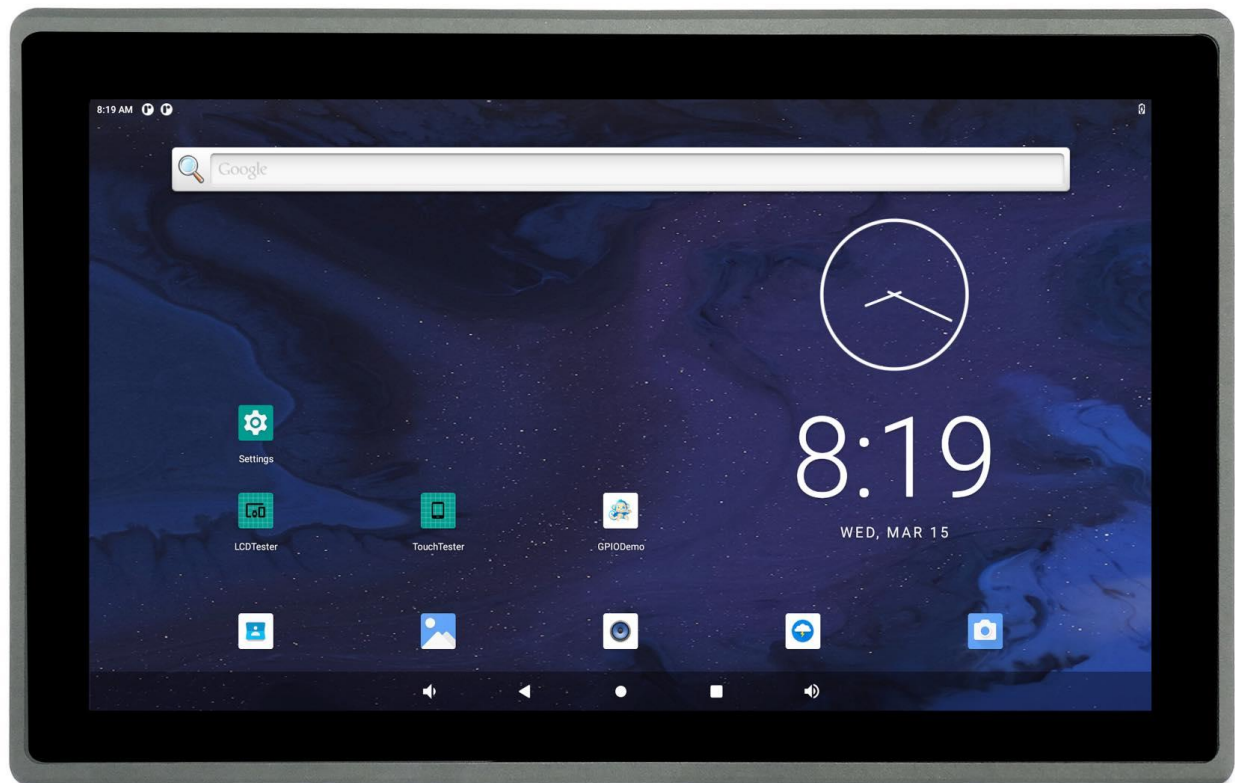 8:19 AM
Google
8:19
WED, MAR 15
Settings
LCDTester
TouchTester
GPIODemo